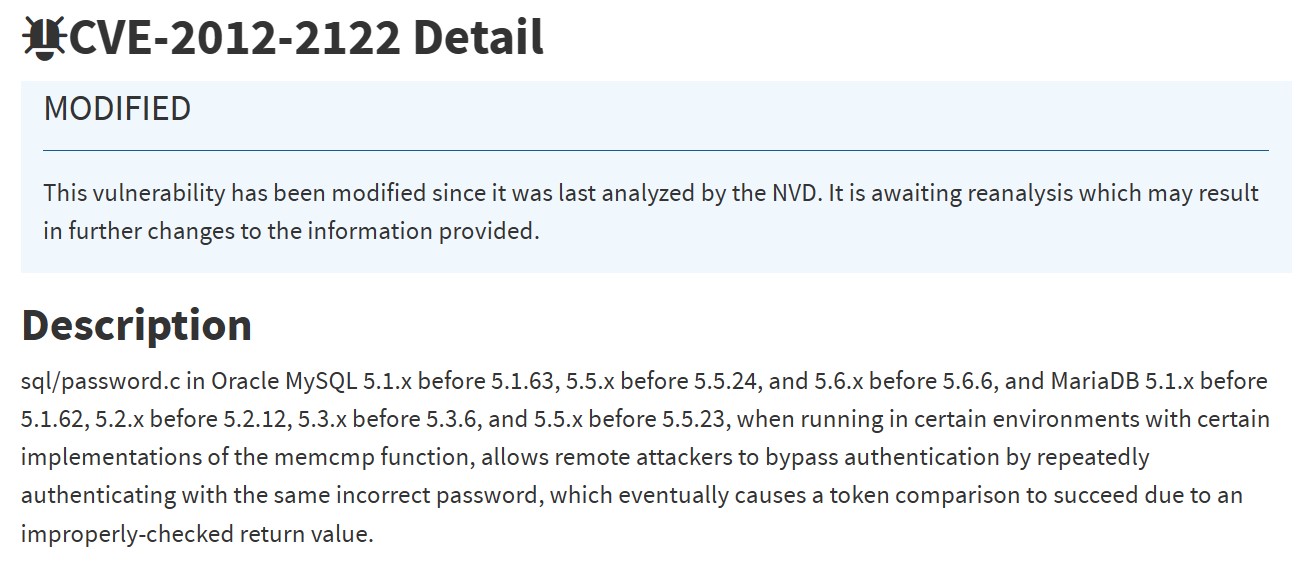 CVE-2012-2122 Detail
MODIFIED
This vulnerability has been modified since it was last analyzed by the NVD. It is awaiting reanalysis which may result
in further changes to the information provided.
Description
sql/password.c in Oracle MySQL 5.1.x before 5.1.63, 5.5.x before 5.5.24, and 5.6.x before 5.6.6, and MariaDB 5.1.x before
5.1.62, 5.2.x before 5.2.12, 5.3.x before 5.3.6, and 5.5.x before 5.5.23, when running in certain environments with certain
implementations of the memcmp function, allows remote attackers to bypass authentication by repeatedly
authenticating with the same incorrect password, which eventually causes a token comparison to succeed due to an
improperly-checked return value.